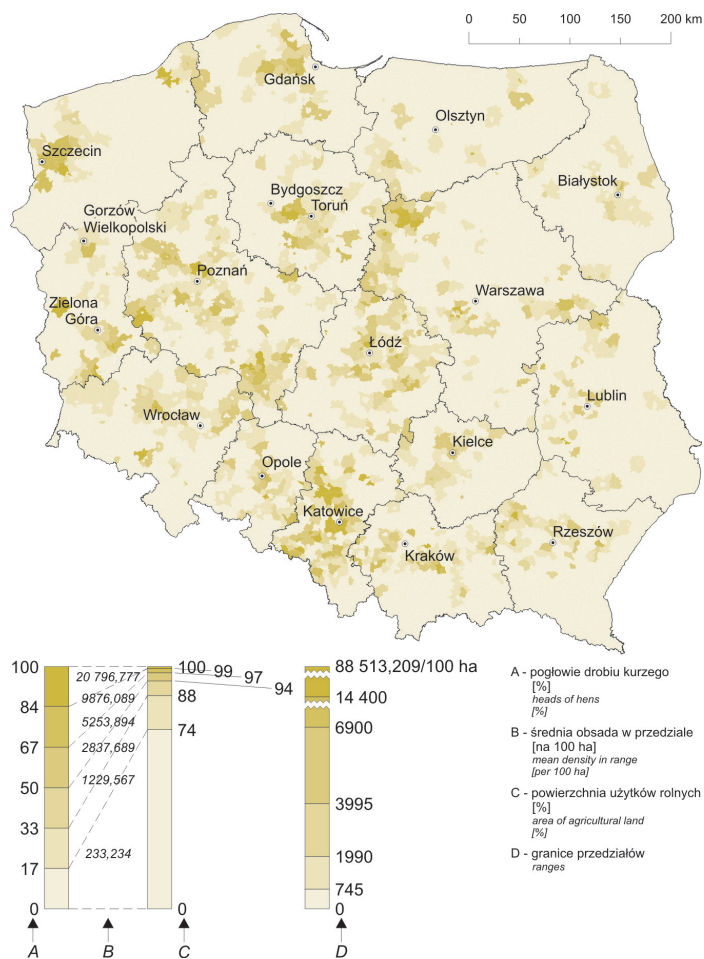 0 50 100 150 200 km
Gdańsk
Olsztyn
Szczecin
Białystok
Bydgoszcz
Toruń
Gorzów
Wielkopolski
Poznań
Warszawa
Zielona
Góra
Łódź
Lublin
Wrocław
Kielce
Opole
Katowice
Rzeszów
Kraków
100
84
67
50
33
17
0
20 796,777
9876,089
5253,894
2837,689
1229,567
233,234
100
99
97
94
88
74
0
88 513,209/100 ha
14 400
6900
3995
1990
745
0
A
B
C
D
A - pogłowie drobiu kurzego
[%]
heads of hens
[%]
B - średnia obsada w przedziale
[na 100 ha]
mean density in range
[per 100 ha]
C - powierzchnia użytków rolnych
[%]
area of agricultural land
[%]
D - granice przedziałów
ranges